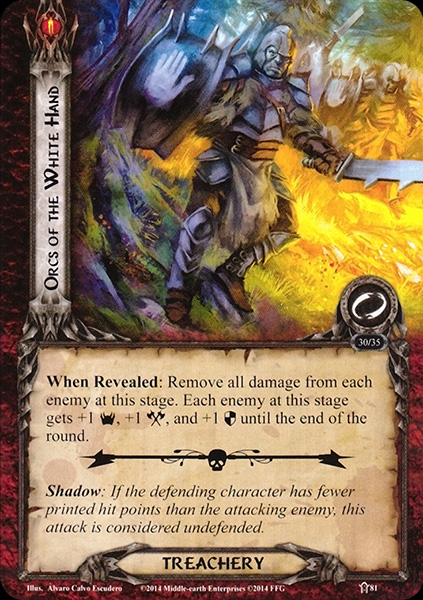 ORCS OF THE WHITE HAND
30/35
When Revealed: Remove all damage from each
enemy at this stage. Each enemy at this stage
gets +1 , +1 , and +1 until the end of the
round.
Shadow: If the defending character has fewer
printed hit points than the attacking enemy, this
attack is considered undefended.
TREACHERY
Illus. Alvaro Calvo Escudero ©2014 Middle-earth Enterprises ©2014 FFG 81